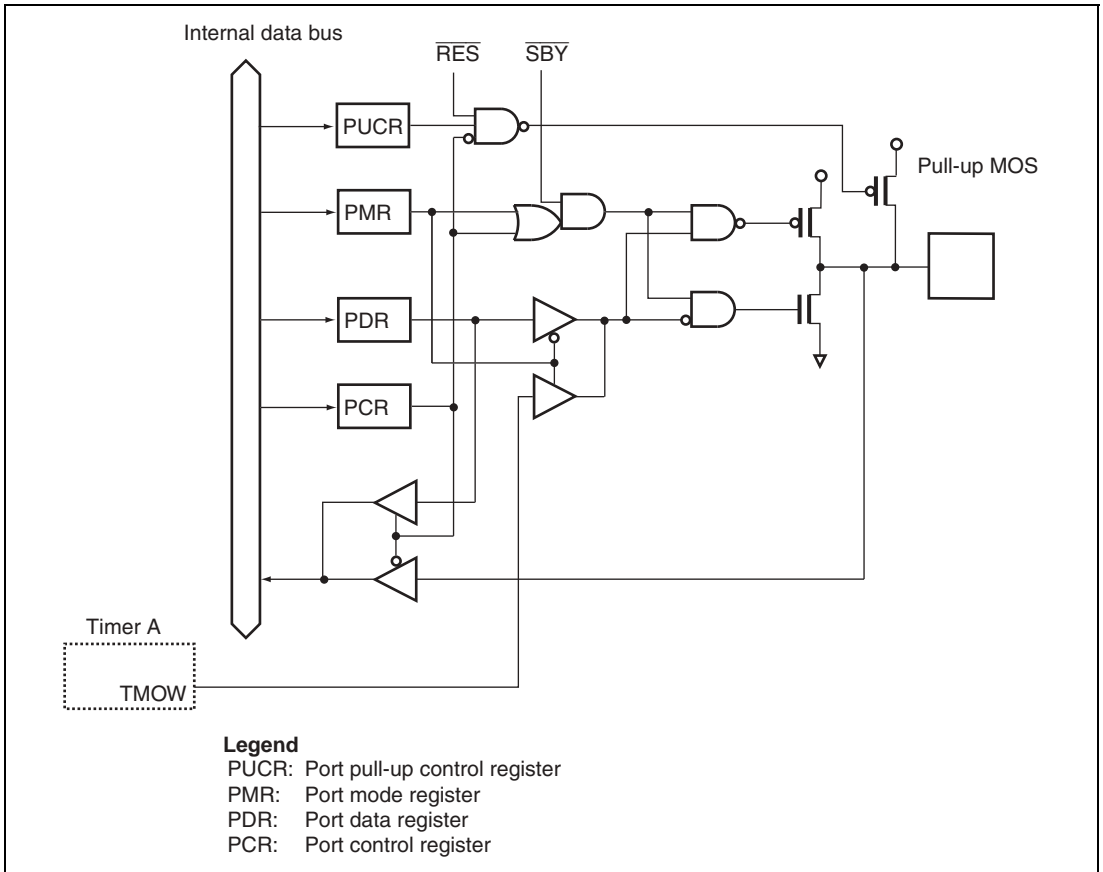 Internal data bus
RES
SBY
PUCR
Pull-up MOS
PMR
PDR
PCR
Timer A
TMOW
Legend
PUCR: Port pull-up control register
PMR: Port mode register
PDR: Port data register
PCR: Port control register